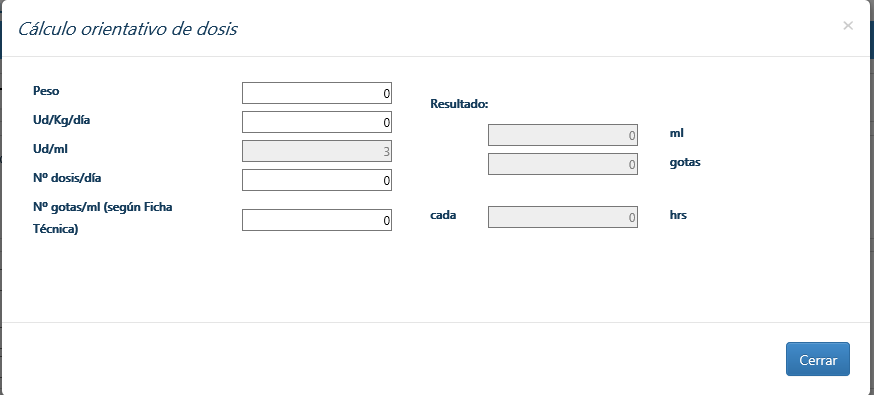 Cálculo orientativo de dosis
×
Peso 0
Ud/Kg/día 0
Ud/ml 3
Nº dosis/día 0
Nº gotas/ml (según Ficha
Técnica) 0
Resultado:
0 ml
0 gotas
cada 0 hrs
Cerrar